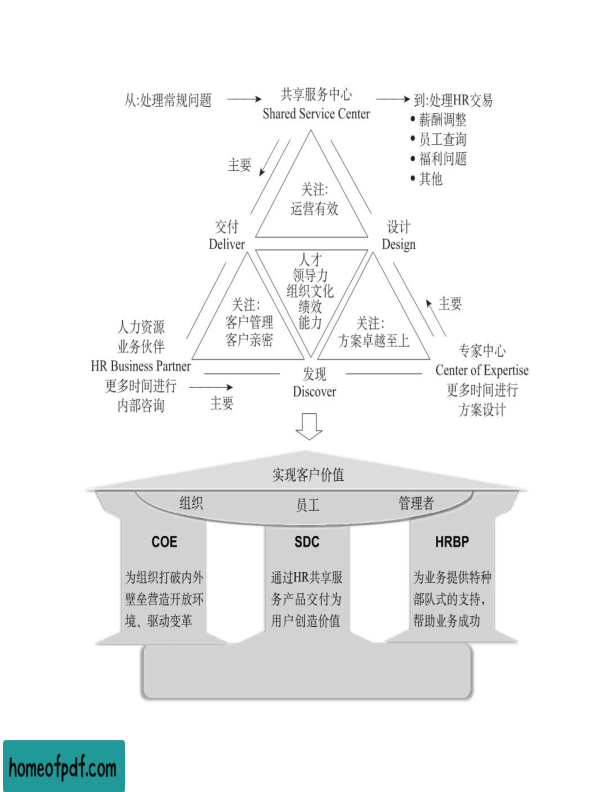 从:处理常规问题
共享服务中心
Shared Service Center
到:处理HR交易
•薪酬调整
•员工查询
•福利问题
•其他
主要
关注:
运营有效
交付
Deliver
设计
Design
人才
领导力
组织文化
绩效
能力
关注:
客户管理
客户亲密
关注:
方案卓越至上
主要
人力资源
业务伙伴
HR Business Partner
更多时间进行
内部咨询
主要
发现
Discover
专家中心
Center of Expertise
更多时间进行
方案设计
实现客户价值
组织
员工
管理者
COE
为组织打破内外
壁垒营造开放环
境、驱动变革
SDC
通过HR共享服
务产品交付为
用户创造价值
HRBP
为业务提供特种
部队式的支持,
帮助业务成功
homeofpdf.com